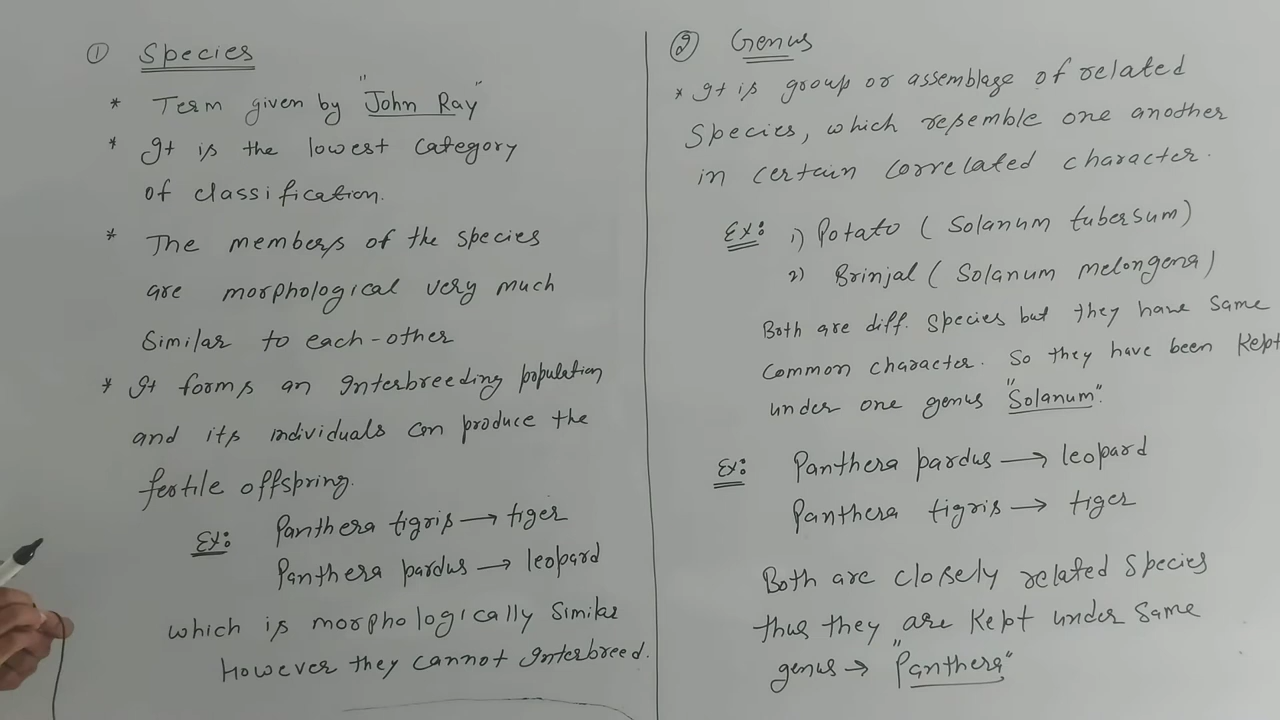 ① Species
* Term given by "John Ray"
* It is the lowest category
of classification.
* The members of the species
are morphological very much
Similar to each-other
* It forms an Interbreeding population
and its individuals can produce the
fertile offspring.
Ex: Panthera tigris → tiger
Panthera pardus → leopard
which is morphologically similar
However they cannot Interbreed.
② Genus
* It is group or assemblage of related
Species, which resemble one another
in certain correlated character.
Ex: 1) Potato ( Solanum tubersum)
2) Brinjal ( Solanum melongena)
Both are diff. species but they have same
common character. So they have been kept
under one genus "Solanum".
Ex: Panthera pardus → leopard
Panthera tigris → tiger
Both are closely related species
thus they are kept under same
genus → "Panthera"